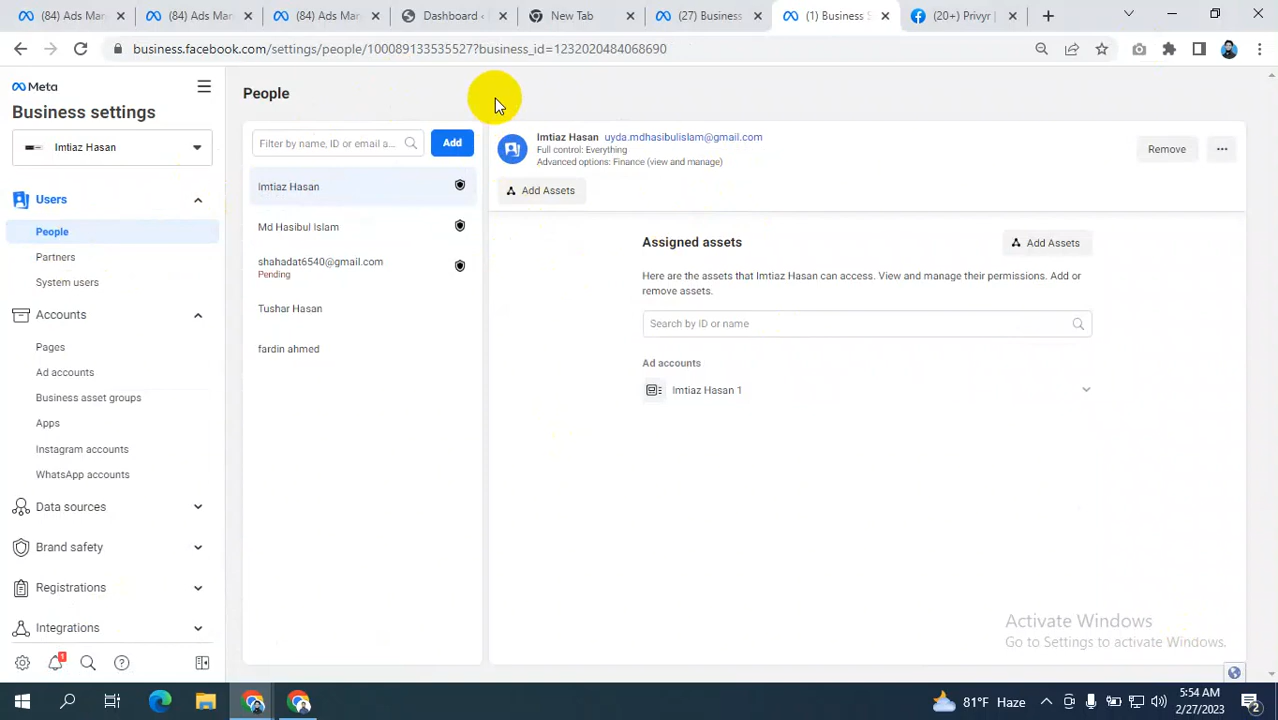 (84) Ads Mar
(84) Ads Mar
(84) Ads Mar
Dashboard ‹
New Tab
(27) Business
(1) Business S
(20+) Privyr |
business.facebook.com/settings/people/100089133535527?business_id=1232020484068690
Meta
Business settings
Imtiaz Hasan
Users
People
Partners
System users
Accounts
Pages
Ad accounts
Business asset groups
Apps
Instagram accounts
WhatsApp accounts
Data sources
Brand safety
Registrations
Integrations
1
People
Filter by name, ID or email a...
Add
Imtiaz Hasan
Md Hasibul Islam
shahadat6540@gmail.com
Pending
Tushar Hasan
fardin ahmed
Imtiaz Hasan uyda.mdhasibulislam@gmail.com
Full control: Everything
Advanced options: Finance (view and manage)
Remove
Add Assets
Assigned assets
Add Assets
Here are the assets that Imtiaz Hasan can access. View and manage their permissions. Add or
remove assets.
Search by ID or name
Ad accounts
Imtiaz Hasan 1
Activate Windows
Go to Settings to activate Windows.
81°F Haze
5:54 AM
2/27/2023
2